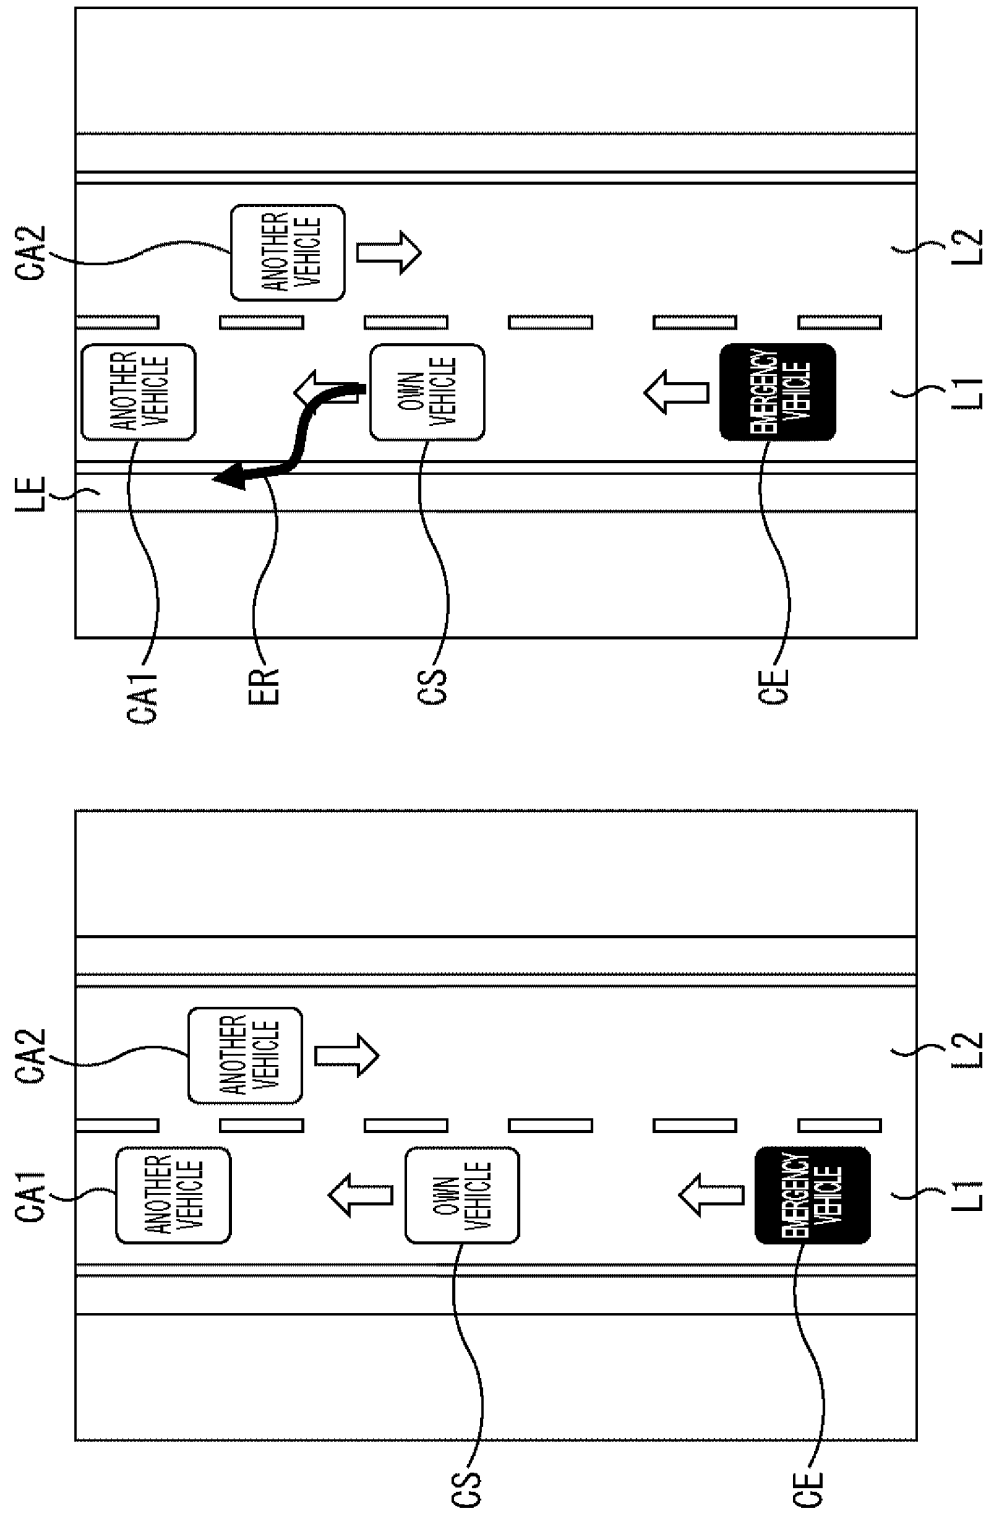 CA2
LE
ANOTHER
VEHICLE
ANOTHER
VEHICLE
OWN
VEHICLE
EMERGENCY
VEHICLE
L2
L1
CA1
ER
CS
CE
CA2
CA1
ANOTHER
VEHICLE
ANOTHER
VEHICLE
OWN
VEHICLE
EMERGENCY
VEHICLE
L2
L1
CS
CE